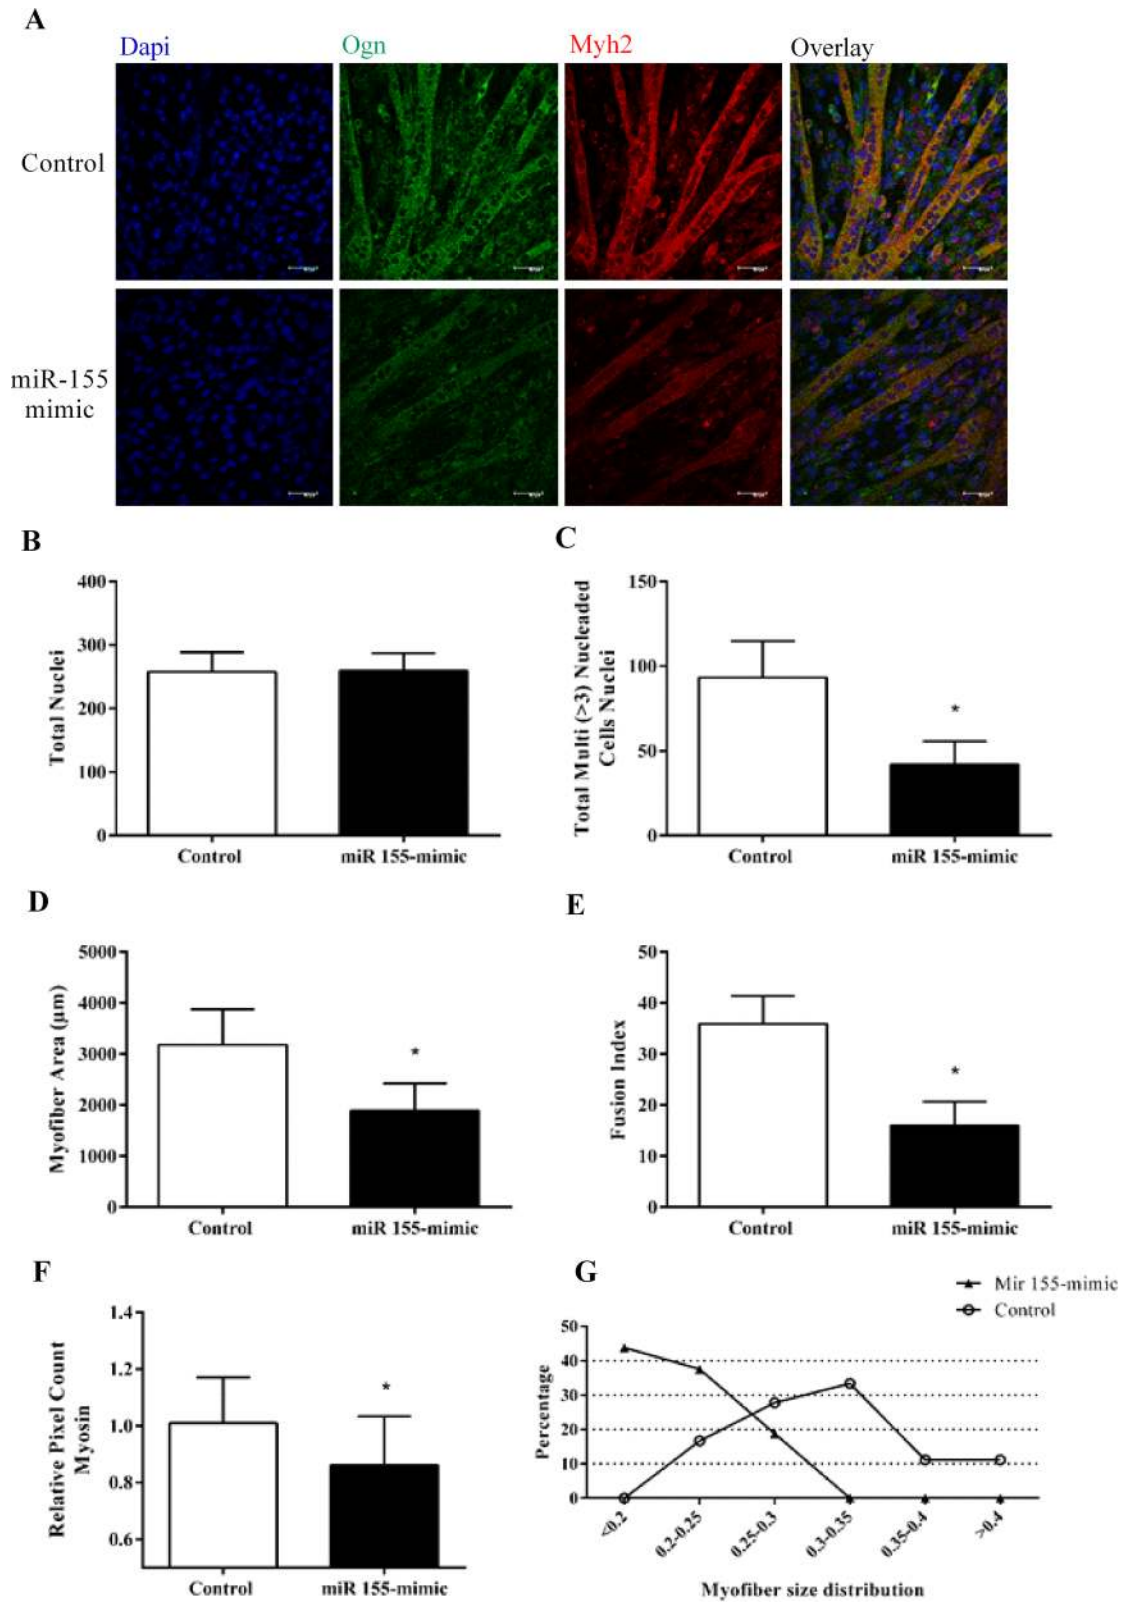 A
Dapi
Ogn
Myh2
Overlay
Control
miR-155
mimic
B
Total Nuclei
400
300
200
100
0
Control
miR 155-mimic
C
Total Multi (>3) Nucleaded
Cells Nuclei
150
100
50
0
Control
miR 155-mimic
D
Myofiber Area (µm)
5000
4000
3000
2000
1000
0
*
Control
miR 155-mimic
E
Fusion Index
50
40
30
20
10
0
*
Control
miR 155-mimic
F
Relative Pixel Count
Myosin
1.4
1.2
1.0
0.8
0.6
*
Control
miR 155-mimic
G
Mir 155-mimic
Control
Percentage
50
40
30
20
10
0
<0.2
0.2-0.25
0.25-0.3
0.3-0.35
0.35-0.4
>0.4
Myofiber size distribution